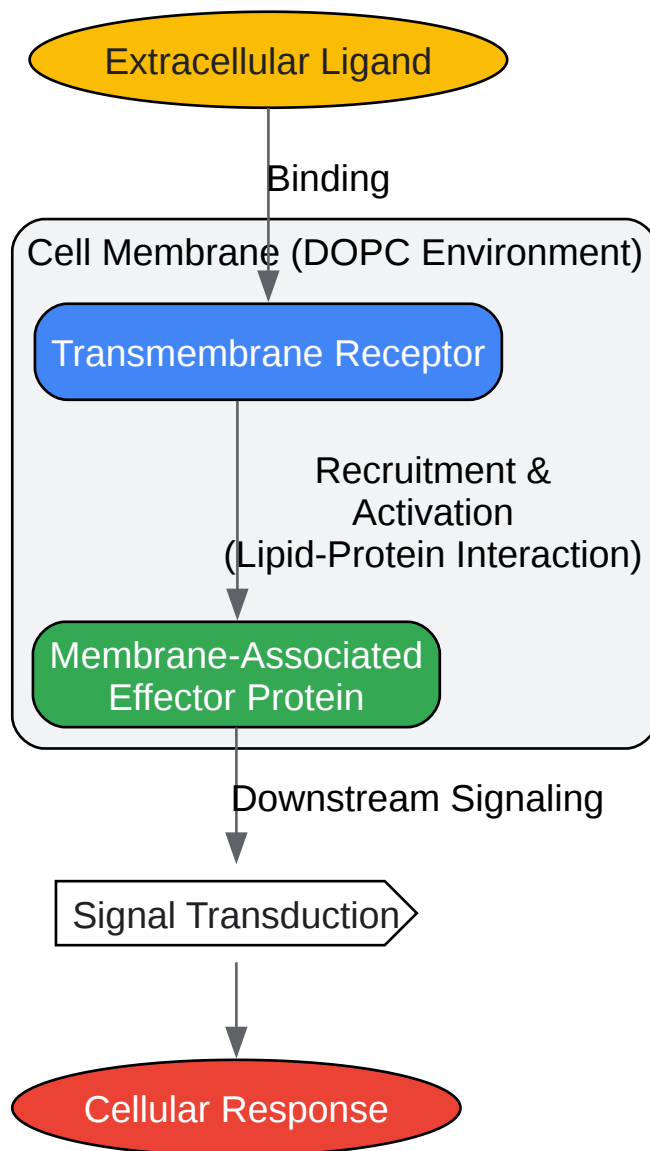 Extracellular Ligand
Binding
Cell Membrane (DOPC Environment)
Transmembrane Receptor
Recruitment &
Activation
(Lipid-Protein Interaction)
Membrane-Associated
Effector Protein
Downstream Signaling
Signal Transduction
Cellular Response